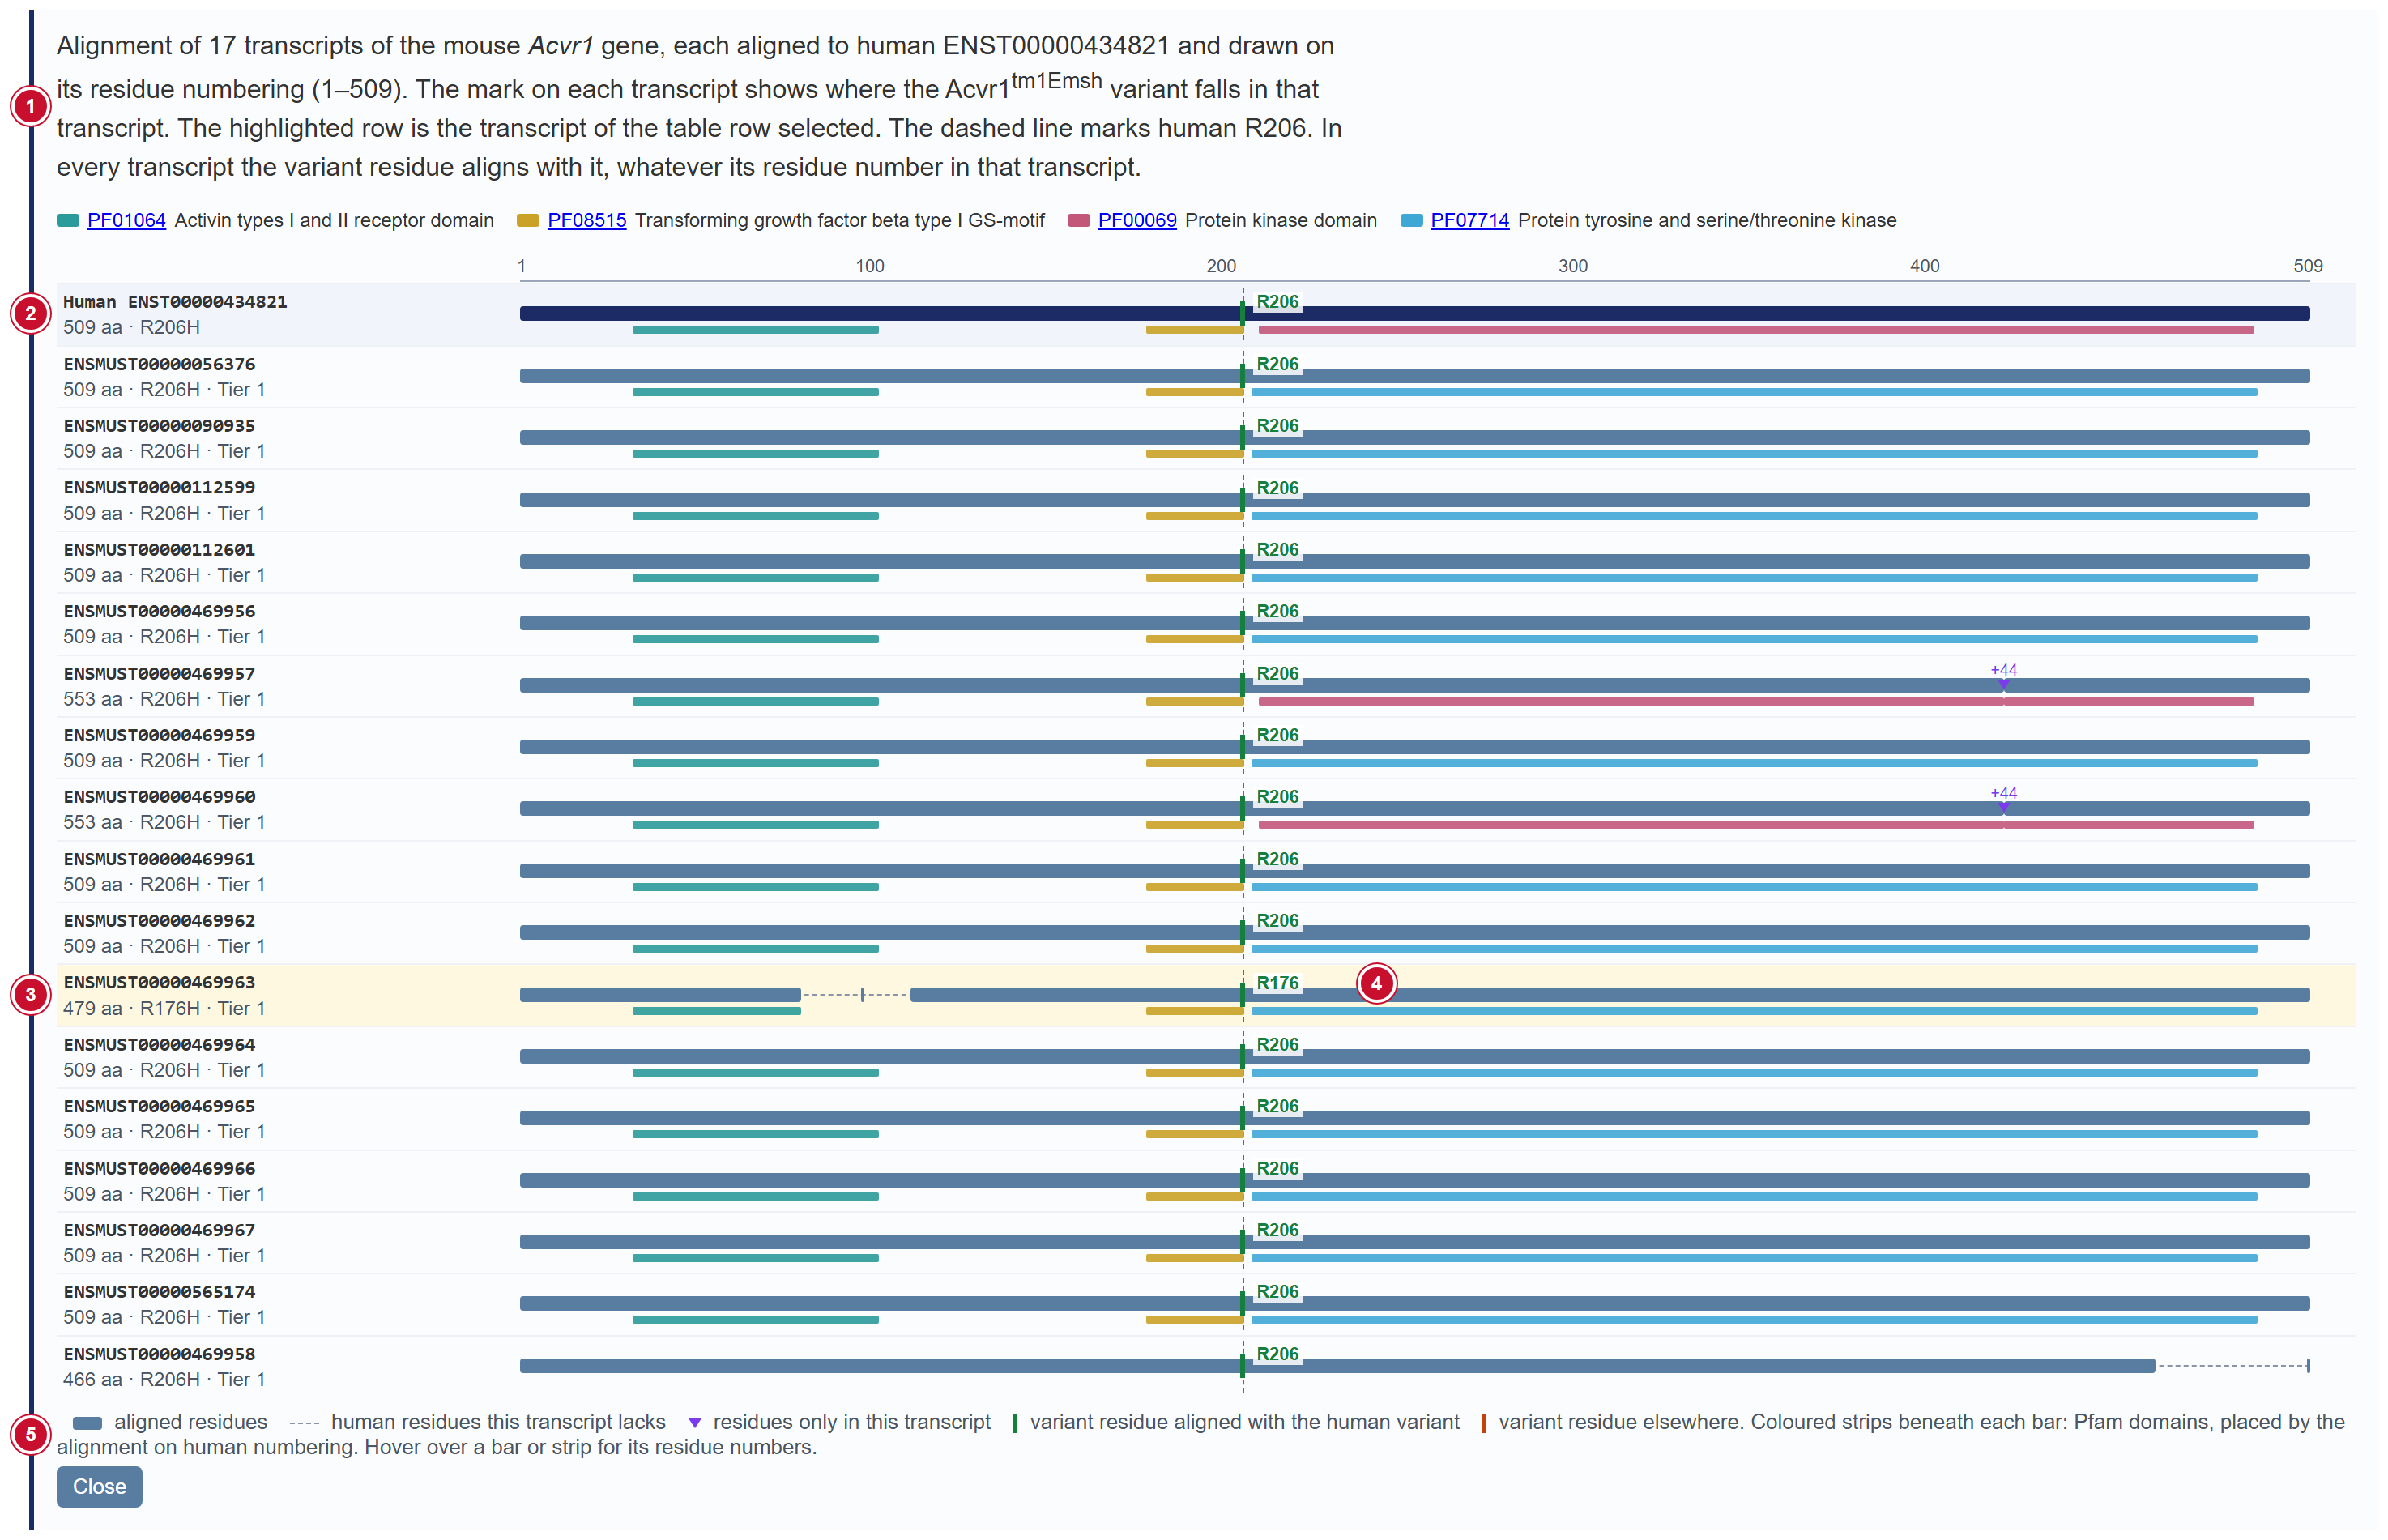 Alignment of 17 transcripts of the mouse Acvr1 gene, each aligned to human ENST00000434821 and drawn on
its residue numbering (1–509). The mark on each transcript shows where the Acvr1tm1Emsh variant falls in that
1
transcript. The highlighted row is the transcript of the table row selected. The dashed line marks human R206. In
every transcript the variant residue aligns with it, whatever its residue number in that transcript.
PF01064 Activin types I and II receptor domain PF08515 Transforming growth factor beta type I GS-motif PF00069 Protein kinase domain PF07714 Protein tyrosine and serine/threonine kinase
1 100 200 300 400 509
Human ENST00000434821 R206
2
509 aa · R206H
ENSMUST00000056376 R206
509 aa · R206H · Tier 1
ENSMUST00000090935 R206
509 aa · R206H · Tier 1
ENSMUST00000112599 R206
509 aa · R206H · Tier 1
ENSMUST00000112601 R206
509 aa · R206H · Tier 1
ENSMUST00000469956 R206
509 aa · R206H · Tier 1
ENSMUST00000469957 R206 +44
553 aa · R206H · Tier 1
ENSMUST00000469959 R206
509 aa · R206H · Tier 1
ENSMUST00000469960 R206 +44
553 aa · R206H · Tier 1
ENSMUST00000469961 R206
509 aa · R206H · Tier 1
ENSMUST00000469962 R206
509 aa · R206H · Tier 1
ENSMUST00000469963 R176 4
3
479 aa · R176H · Tier 1
ENSMUST00000469964 R206
509 aa · R206H · Tier 1
ENSMUST00000469965 R206
509 aa · R206H · Tier 1
ENSMUST00000469966 R206
509 aa · R206H · Tier 1
ENSMUST00000469967 R206
509 aa · R206H · Tier 1
ENSMUST00000565174 R206
509 aa · R206H · Tier 1
ENSMUST00000469958 R206
466 aa · R206H · Tier 1
aligned residues human residues this transcript lacks residues only in this transcript variant residue aligned with the human variant variant residue elsewhere. Coloured strips beneath each bar: Pfam domains, placed by the
5
alignment on human numbering. Hover over a bar or strip for its residue numbers.
Close